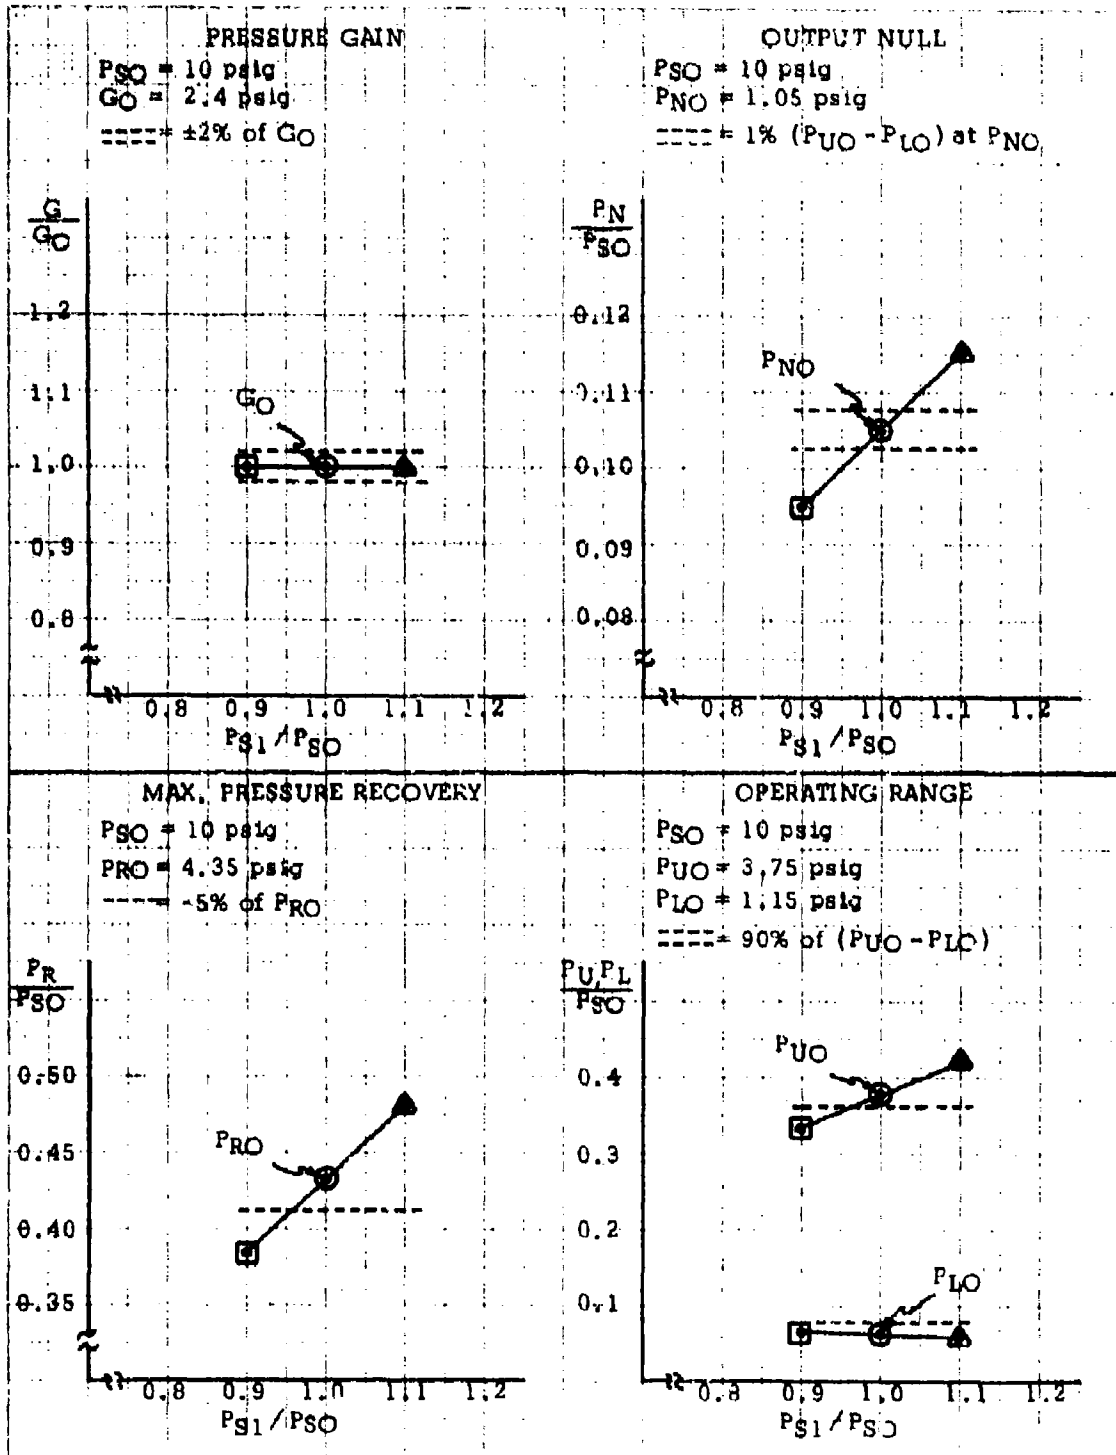 PRESSURE GAIN
PSO = 10 psig
GO = 2.4 psig
---- = ±2% of GO
G
GO
1.2
1.1
1.0
0.9
0.8
GO
0.8 0.9 1.0 1.1 1.2
PS1/PSO
OUTPUT NULL
PSO = 10 psig
PNO = 1.05 psig
---- = 1% (PUO - PLO) at PNO
PN
PSO
0.12
0.11
0.10
0.09
0.08
PNO
0.8 0.9 1.0 1.1 1.2
PS1/PSO
MAX. PRESSURE RECOVERY
PSO = 10 psig
PRO = 4.35 psig
---- = -5% of PRO
PR
PSO
0.50
0.45
0.40
0.35
PRO
0.8 0.9 1.0 1.1 1.2
PS1/PSO
OPERATING RANGE
PSO = 10 psig
PUO = 3.75 psig
PLO = 1.15 psig
---- = 90% of (PUO - PLO)
PU,PL
PSO
0.4
0.3
0.2
0.1
PUO
PLO
0.8 0.9 1.0 1.1 1.2
PS1/PSO